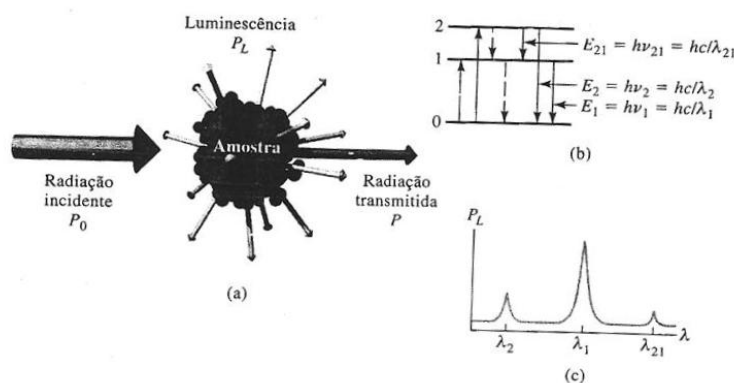 Luminescência
P_L
Amostra
Radiação
incidente
P_0
Radiação
transmitida
P
(a)
2
1
0
E_21 = hν_21 = hc/λ_21
E_2 = hν_2 = hc/λ_2
E_1 = hν_1 = hc/λ_1
(b)
P_L
λ_2
λ_1
λ_21
λ
(c)